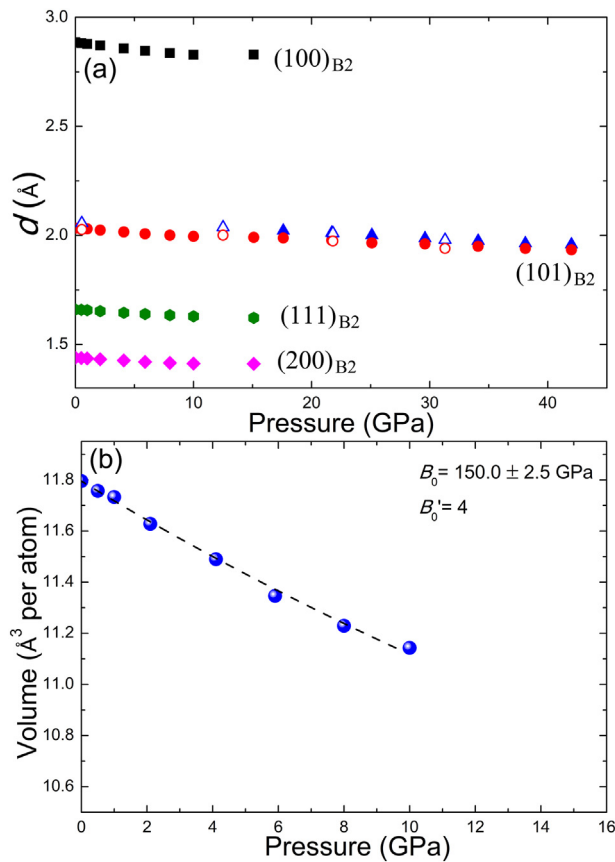 3.0
(a)
(100)B2
2.5
d (Å)
2.0
(101)B2
(111)B2
1.5
(200)B2
0 10 20 30 40
Pressure (GPa)
(b)
11.8
B0= 150.0 ± 2.5 GPa
B0'= 4
11.6
11.4
11.2
11.0
10.8
10.6
Volume (Å3 per atom)
0 2 4 6 8 10 12 14 16
Pressure (GPa)